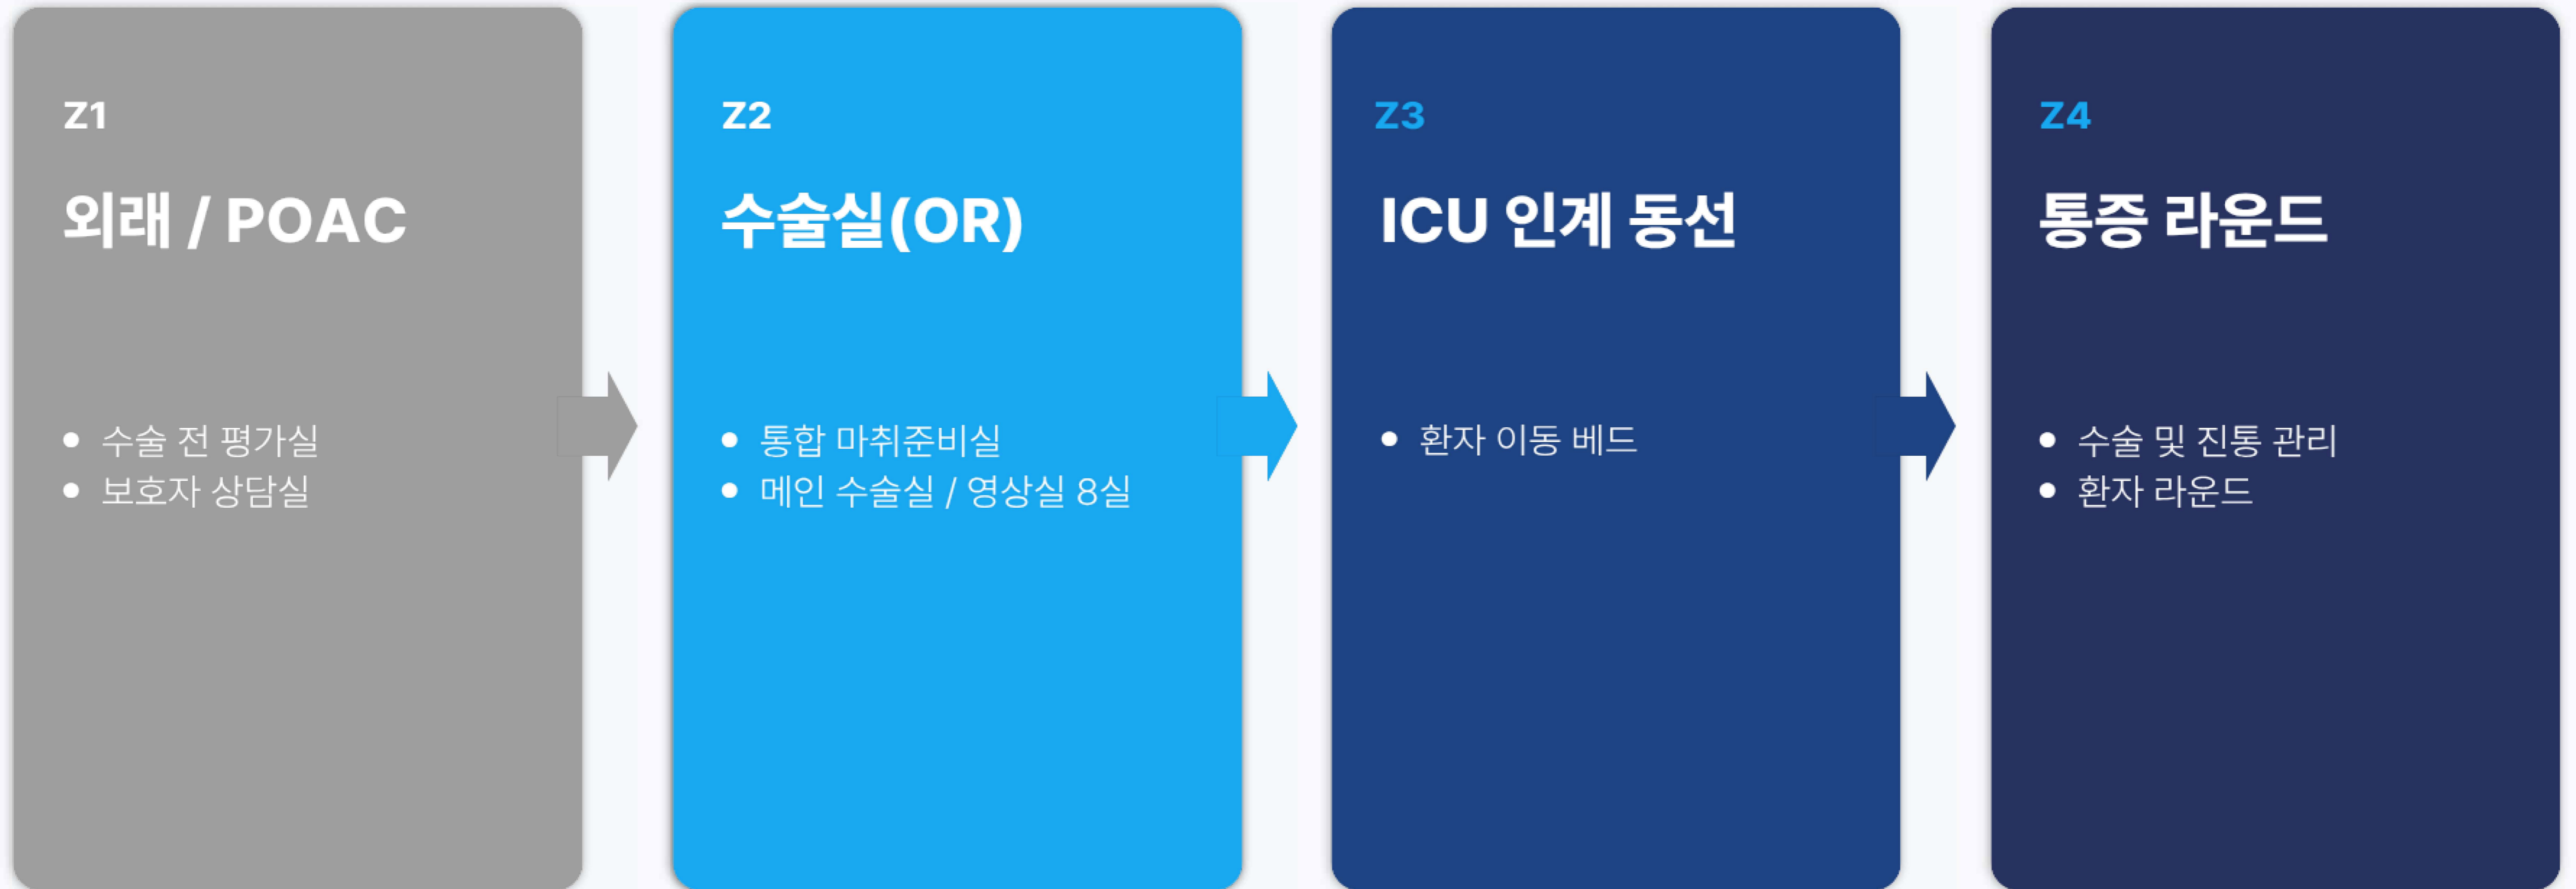 Z1
외래 / POAC
• 수술 전 평가실
• 보호자 상담실
Z2
수술실(OR)
• 통합 마취준비실
• 메인 수술실 / 영상실 8실
Z3
ICU 인계 동선
• 환자 이동 베드
Z4
통증 라운드
• 수술 및 진통 관리
• 환자 라운드